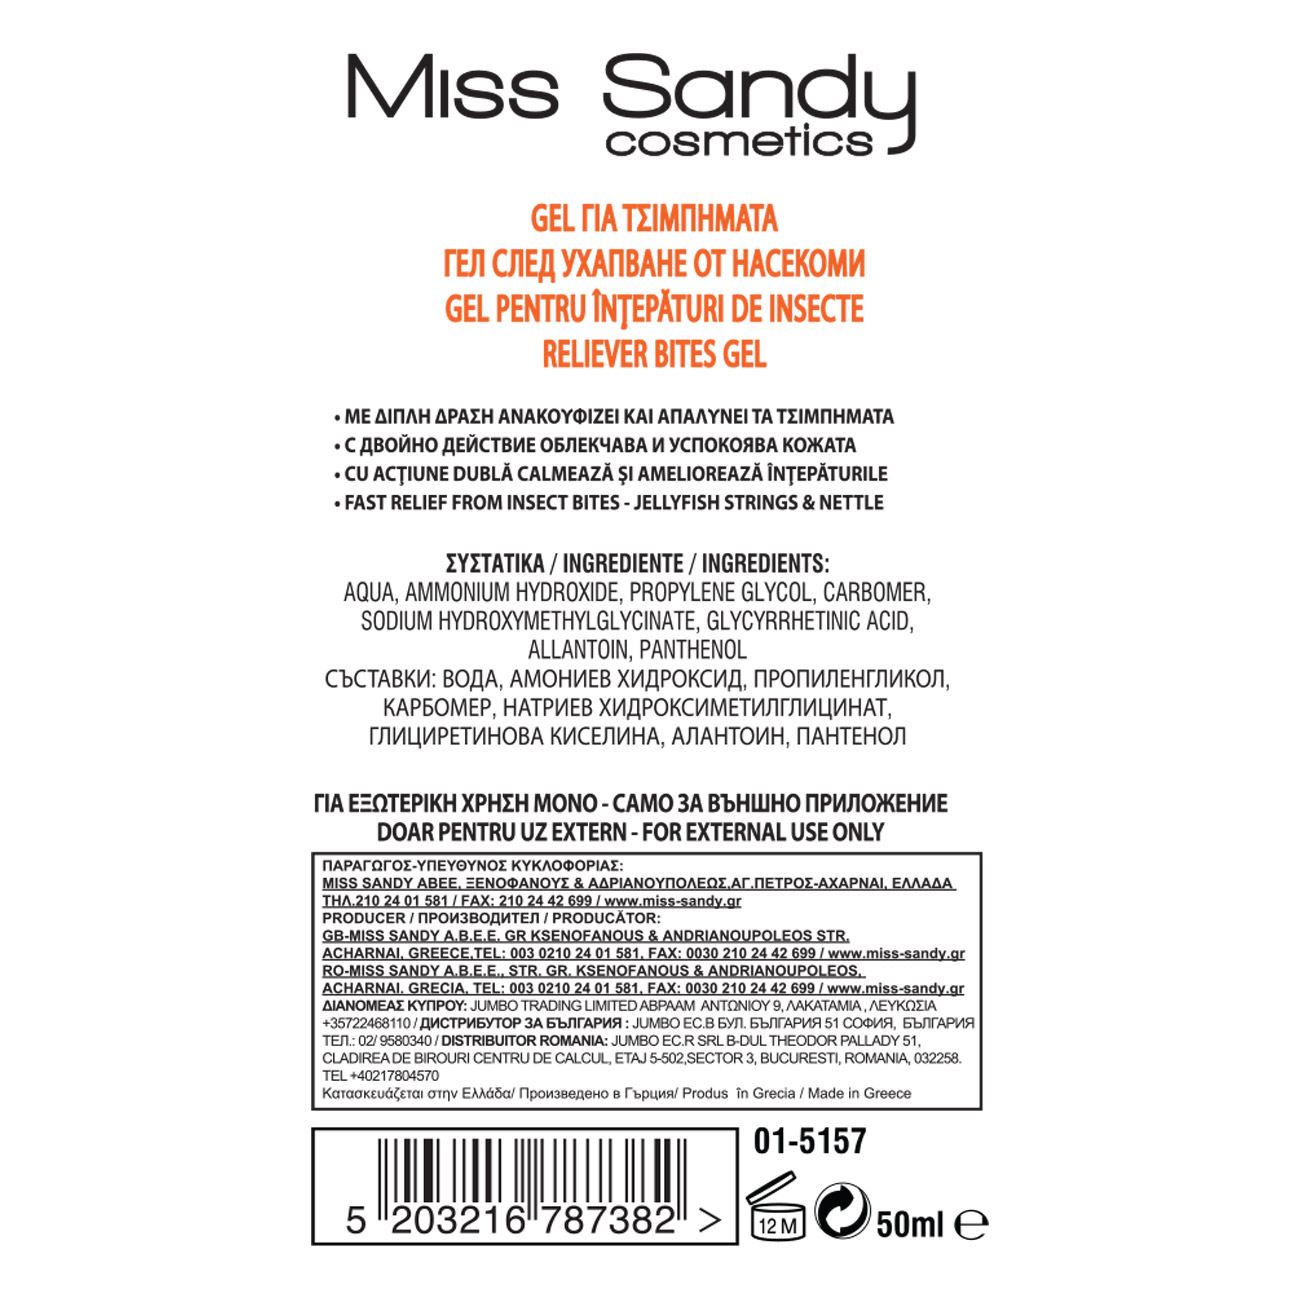 Miss Sandy
cosmetics
GEL ΓΙΑ ΤΣΙΜΠΗΜΑΤΑ
ГЕЛ СЛЕД УХАПВАНЕ ОТ НАСЕКОМИ
GEL PENTRU ÎNŢEPĂTURI DE INSECTE
RELIEVER BITES GEL
• ΜΕ ΔΙΠΛΗ ΔΡΑΣΗ ΑΝΑΚΟΥΦΙΖΕΙ ΚΑΙ ΑΠΑΛΥΝΕΙ ΤΑ ΤΣΙΜΠΗΜΑΤΑ
• С ДВОЙНО ДЕЙСТВИЕ ОБЛЕКЧАВА И УСПОКОЯВА КОЖАТА
• CU ACŢIUNE DUBLĂ CALMEAZĂ ŞI AMELIOREAZĂ ÎNŢEPĂTURILE
• FAST RELIEF FROM INSECT BITES - JELLYFISH STRINGS & NETTLE
ΣΥΣΤΑΤΙΚΑ / INGREDIENTE / INGREDIENTS:
AQUA, AMMONIUM HYDROXIDE, PROPYLENE GLYCOL, CARBOMER,
SODIUM HYDROXYMETHYLGLYCINATE, GLYCYRRHETINIC ACID,
ALLANTOIN, PANTHENOL
СЪСТАВКИ: ВОДА, АМОНИЕВ ХИДРОКСИД, ПРОПИЛЕНГЛИКОЛ,
КАРБОМЕР, НАТРИЕВ ХИДРОКСИМЕТИЛГЛИЦИНАТ,
ГЛИЦИРЕТИНОВА КИСЕЛИНА, АЛАНТОИН, ПАНТЕНОЛ
ΓΙΑ ΕΞΩΤΕΡΙΚΗ ΧΡΗΣΗ ΜΟΝΟ - САМО ЗА ВЪНШНО ПРИЛОЖЕНИЕ
DOAR PENTRU UZ EXTERN - FOR EXTERNAL USE ONLY
ΠΑΡΑΓΩΓΟΣ-ΥΠΕΥΘΥΝΟΣ ΚΥΚΛΟΦΟΡΙΑΣ:
MISS SANDY ΑΒΕΕ, ΞΕΝΟΦΑΝΟΥΣ & ΑΔΡΙΑΝΟΥΠΟΛΕΩΣ,ΑΓ.ΠΕΤΡΟΣ-ΑΧΑΡΝΑΙ, ΕΛΛΑΔΑ
ΤΗΛ.210 24 01 581 / FAX: 210 24 42 699 / www.miss-sandy.gr
PRODUCER / ПРОИЗВОДИТЕЛ / PRODUCĂTOR:
GB-MISS SANDY A.B.E.E. GR KSENOFANOUS & ANDRIANOUPOLEOS STR.
ACHARNAI, GREECE,TEL: 003 0210 24 01 581, FAX: 0030 210 24 42 699 / www.miss-sandy.gr
RO-MISS SANDY A.B.E.E., STR. GR. KSENOFANOUS & ANDRIANOUPOLEOS,
ACHARNAI. GRECIA, TEL: 003 0210 24 01 581, FAX: 0030 210 24 42 699 / www.miss-sandy.gr
ΔΙΑΝΟΜΕΑΣ ΚΥΠΡΟΥ: JUMBO TRADING LIMITED ΑΒΡΑΑΜ ΑΝΤΩΝΙΟΥ 9, ΛΑΚΑΤΑΜΙΑ , ΛΕΥΚΩΣΙΑ
+35722468110 / ДИСТРИБУТОР ЗА БЪЛГАРИЯ : JUMBO EC.B БУЛ. БЪЛГАРИЯ 51 СОФИЯ, БЪЛГАРИЯ
ТЕЛ.: 02/ 9580340 / DISTRIBUITOR ROMANIA: JUMBO EC.R SRL B-DUL THEODOR PALLADY 51,
CLADIREA DE BIROURI CENTRU DE CALCUL, ETAJ 5-502,SECTOR 3, BUCURESTI, ROMANIA, 032258.
TEL +40217804570
Κατασκευάζεται στην Ελλάδα/ Произведено в Гърция/ Produs în Grecia / Made in Greece
01-5157
5 203216 787382 >
12 M
50ml ℮